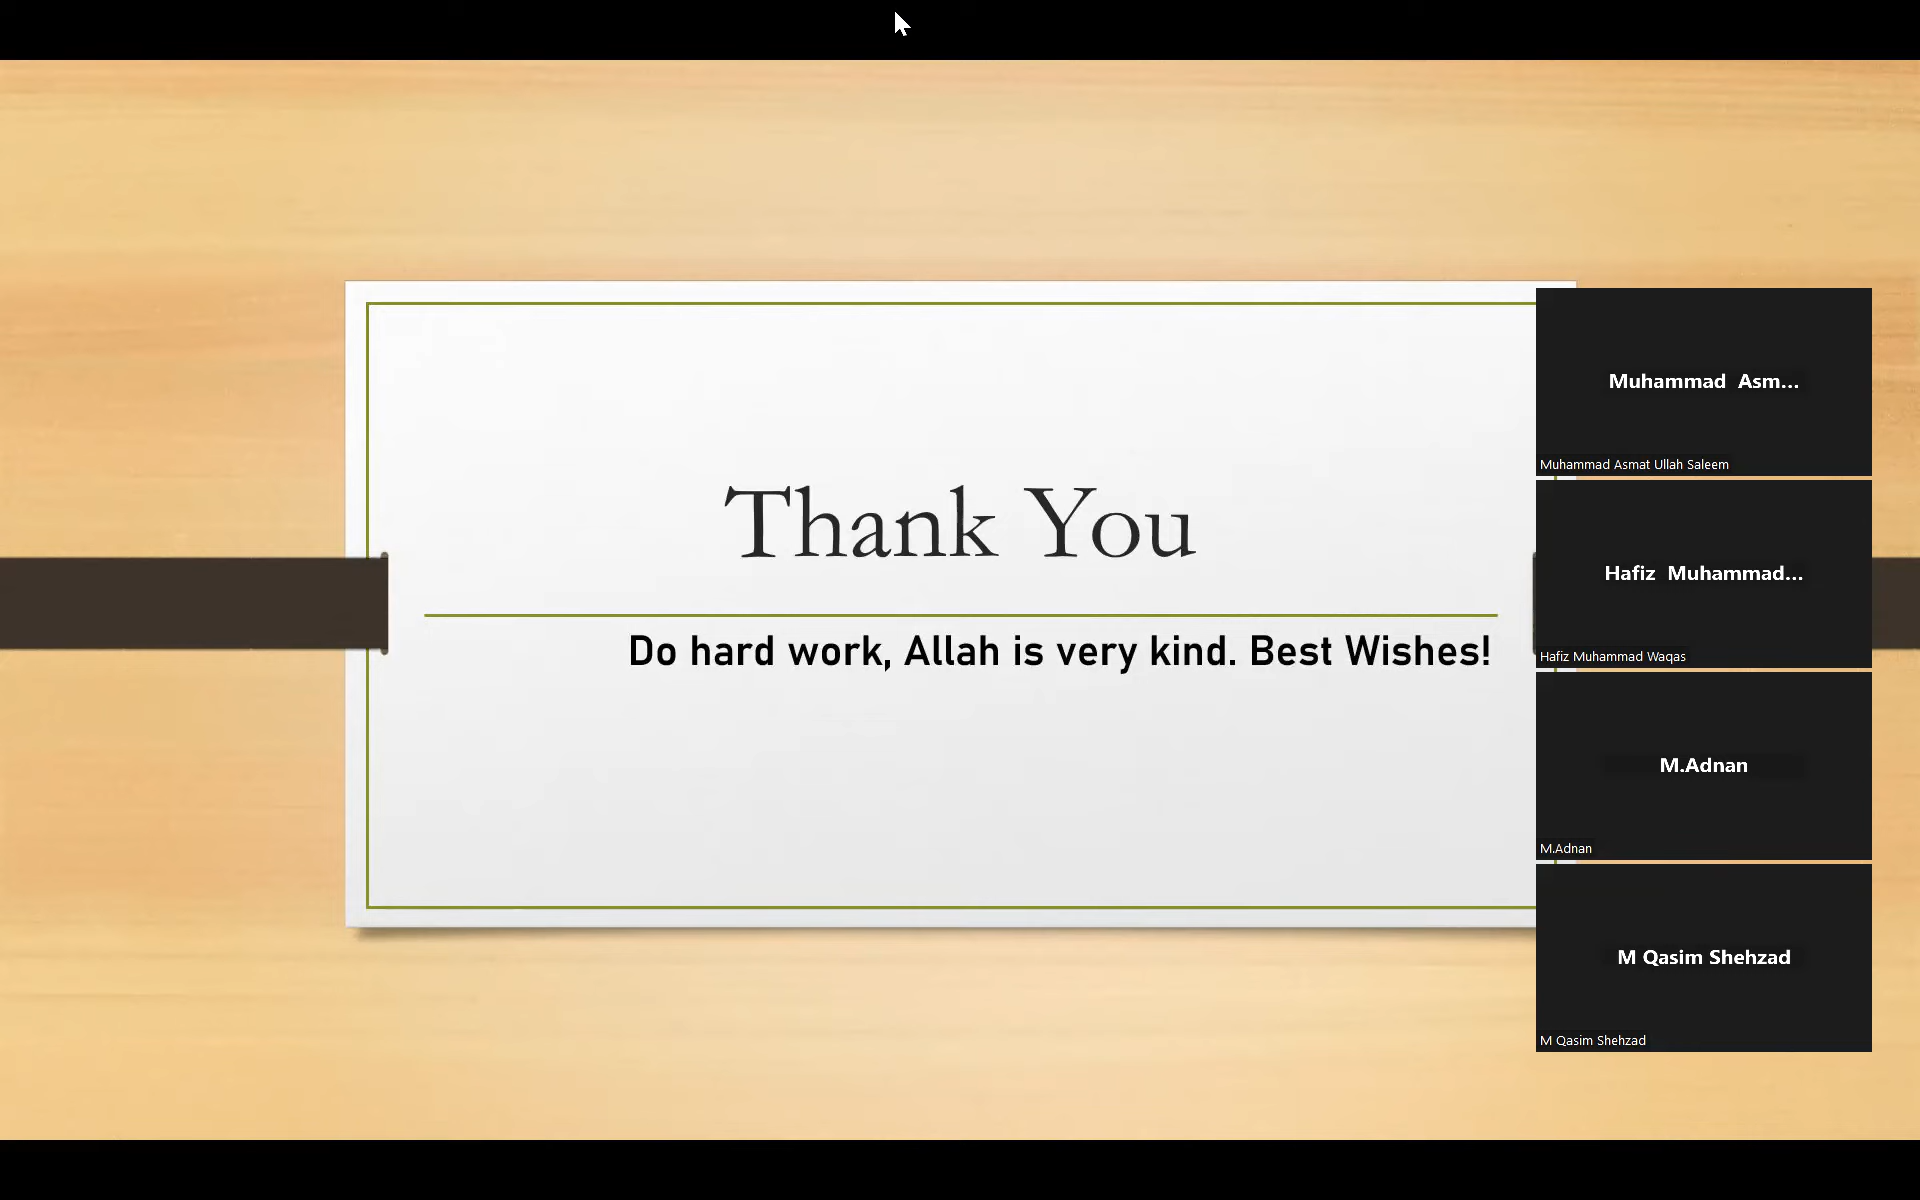 Thank You
Do hard work, Allah is very kind. Best Wishes!
Muhammad Asm...
Muhammad Asmat Ullah Saleem
Hafiz Muhammad...
Hafiz Muhammad Waqas
M.Adnan
M.Adnan
M Qasim Shehzad
M Qasim Shehzad